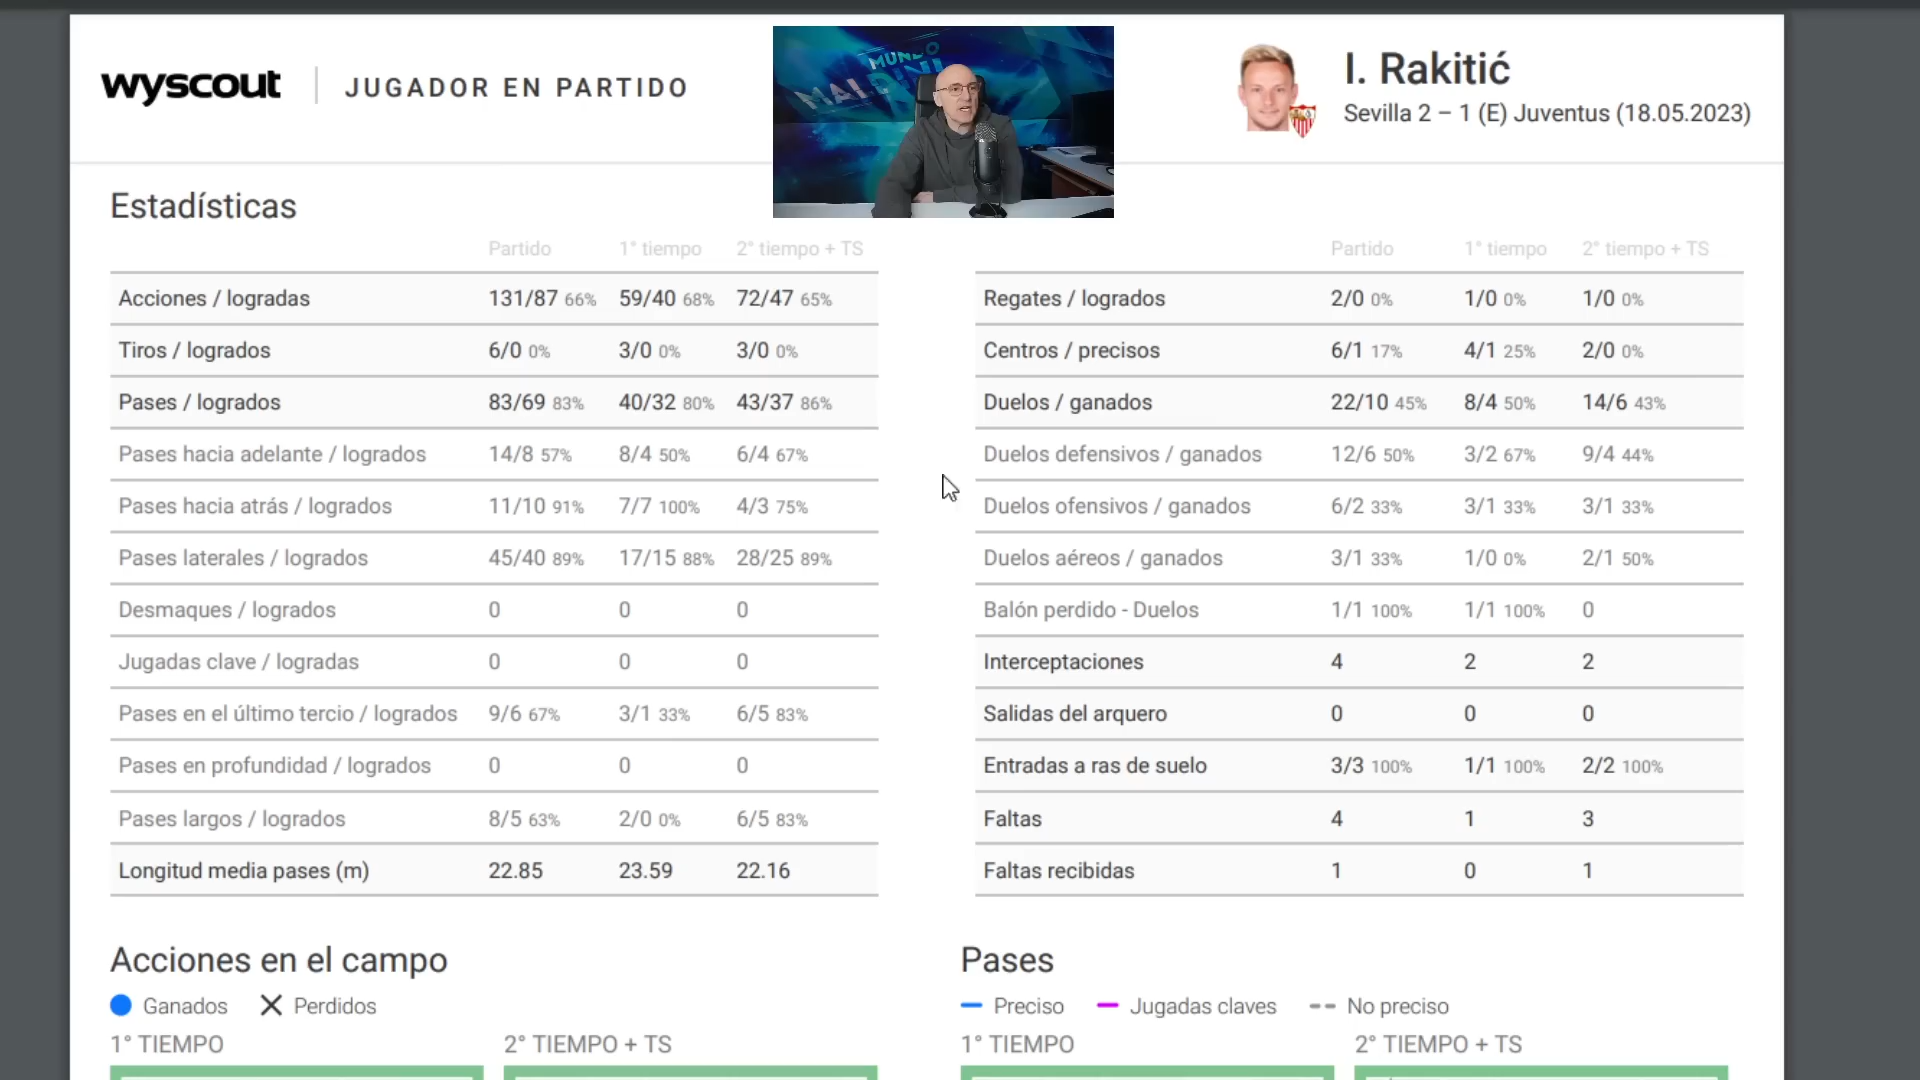 wyscout
JUGADOR EN PARTIDO
MUNDO
MALDINI
I. Rakitić
Sevilla 2 – 1 (E) Juventus (18.05.2023)
Estadísticas
Partido 1° tiempo 2° tiempo + TS
Acciones / logradas 131/87 66% 59/40 68% 72/47 65%
Tiros / logrados 6/0 0% 3/0 0% 3/0 0%
Pases / logrados 83/69 83% 40/32 80% 43/37 86%
Pases hacia adelante / logrados 14/8 57% 8/4 50% 6/4 67%
Pases hacia atrás / logrados 11/10 91% 7/7 100% 4/3 75%
Pases laterales / logrados 45/40 89% 17/15 88% 28/25 89%
Desmaques / logrados 0 0 0
Jugadas clave / logradas 0 0 0
Pases en el último tercio / logrados 9/6 67% 3/1 33% 6/5 83%
Pases en profundidad / logrados 0 0 0
Pases largos / logrados 8/5 63% 2/0 0% 6/5 83%
Longitud media pases (m) 22.85 23.59 22.16
Partido 1° tiempo 2° tiempo + TS
Regates / logrados 2/0 0% 1/0 0% 1/0 0%
Centros / precisos 6/1 17% 4/1 25% 2/0 0%
Duelos / ganados 22/10 45% 8/4 50% 14/6 43%
Duelos defensivos / ganados 12/6 50% 3/2 67% 9/4 44%
Duelos ofensivos / ganados 6/2 33% 3/1 33% 3/1 33%
Duelos aéreos / ganados 3/1 33% 1/0 0% 2/1 50%
Balón perdido - Duelos 1/1 100% 1/1 100% 0
Interceptaciones 4 2 2
Salidas del arquero 0 0 0
Entradas a ras de suelo 3/3 100% 1/1 100% 2/2 100%
Faltas 4 1 3
Faltas recibidas 1 0 1
Acciones en el campo
Ganados Perdidos
1° TIEMPO 2° TIEMPO + TS
Pases
Preciso Jugadas claves No preciso
1° TIEMPO 2° TIEMPO + TS